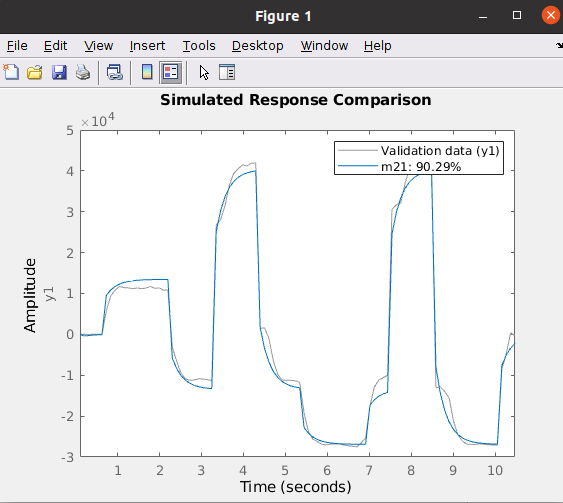 Figure 1
File Edit View Insert Tools Desktop Window Help
Simulated Response Comparison
×10^4
Validation data (y1)
m21: 90.29%
Amplitude
y1
5
4
3
2
1
0
-1
-2
-3
1 2 3 4 5 6 7 8 9 10
Time (seconds)